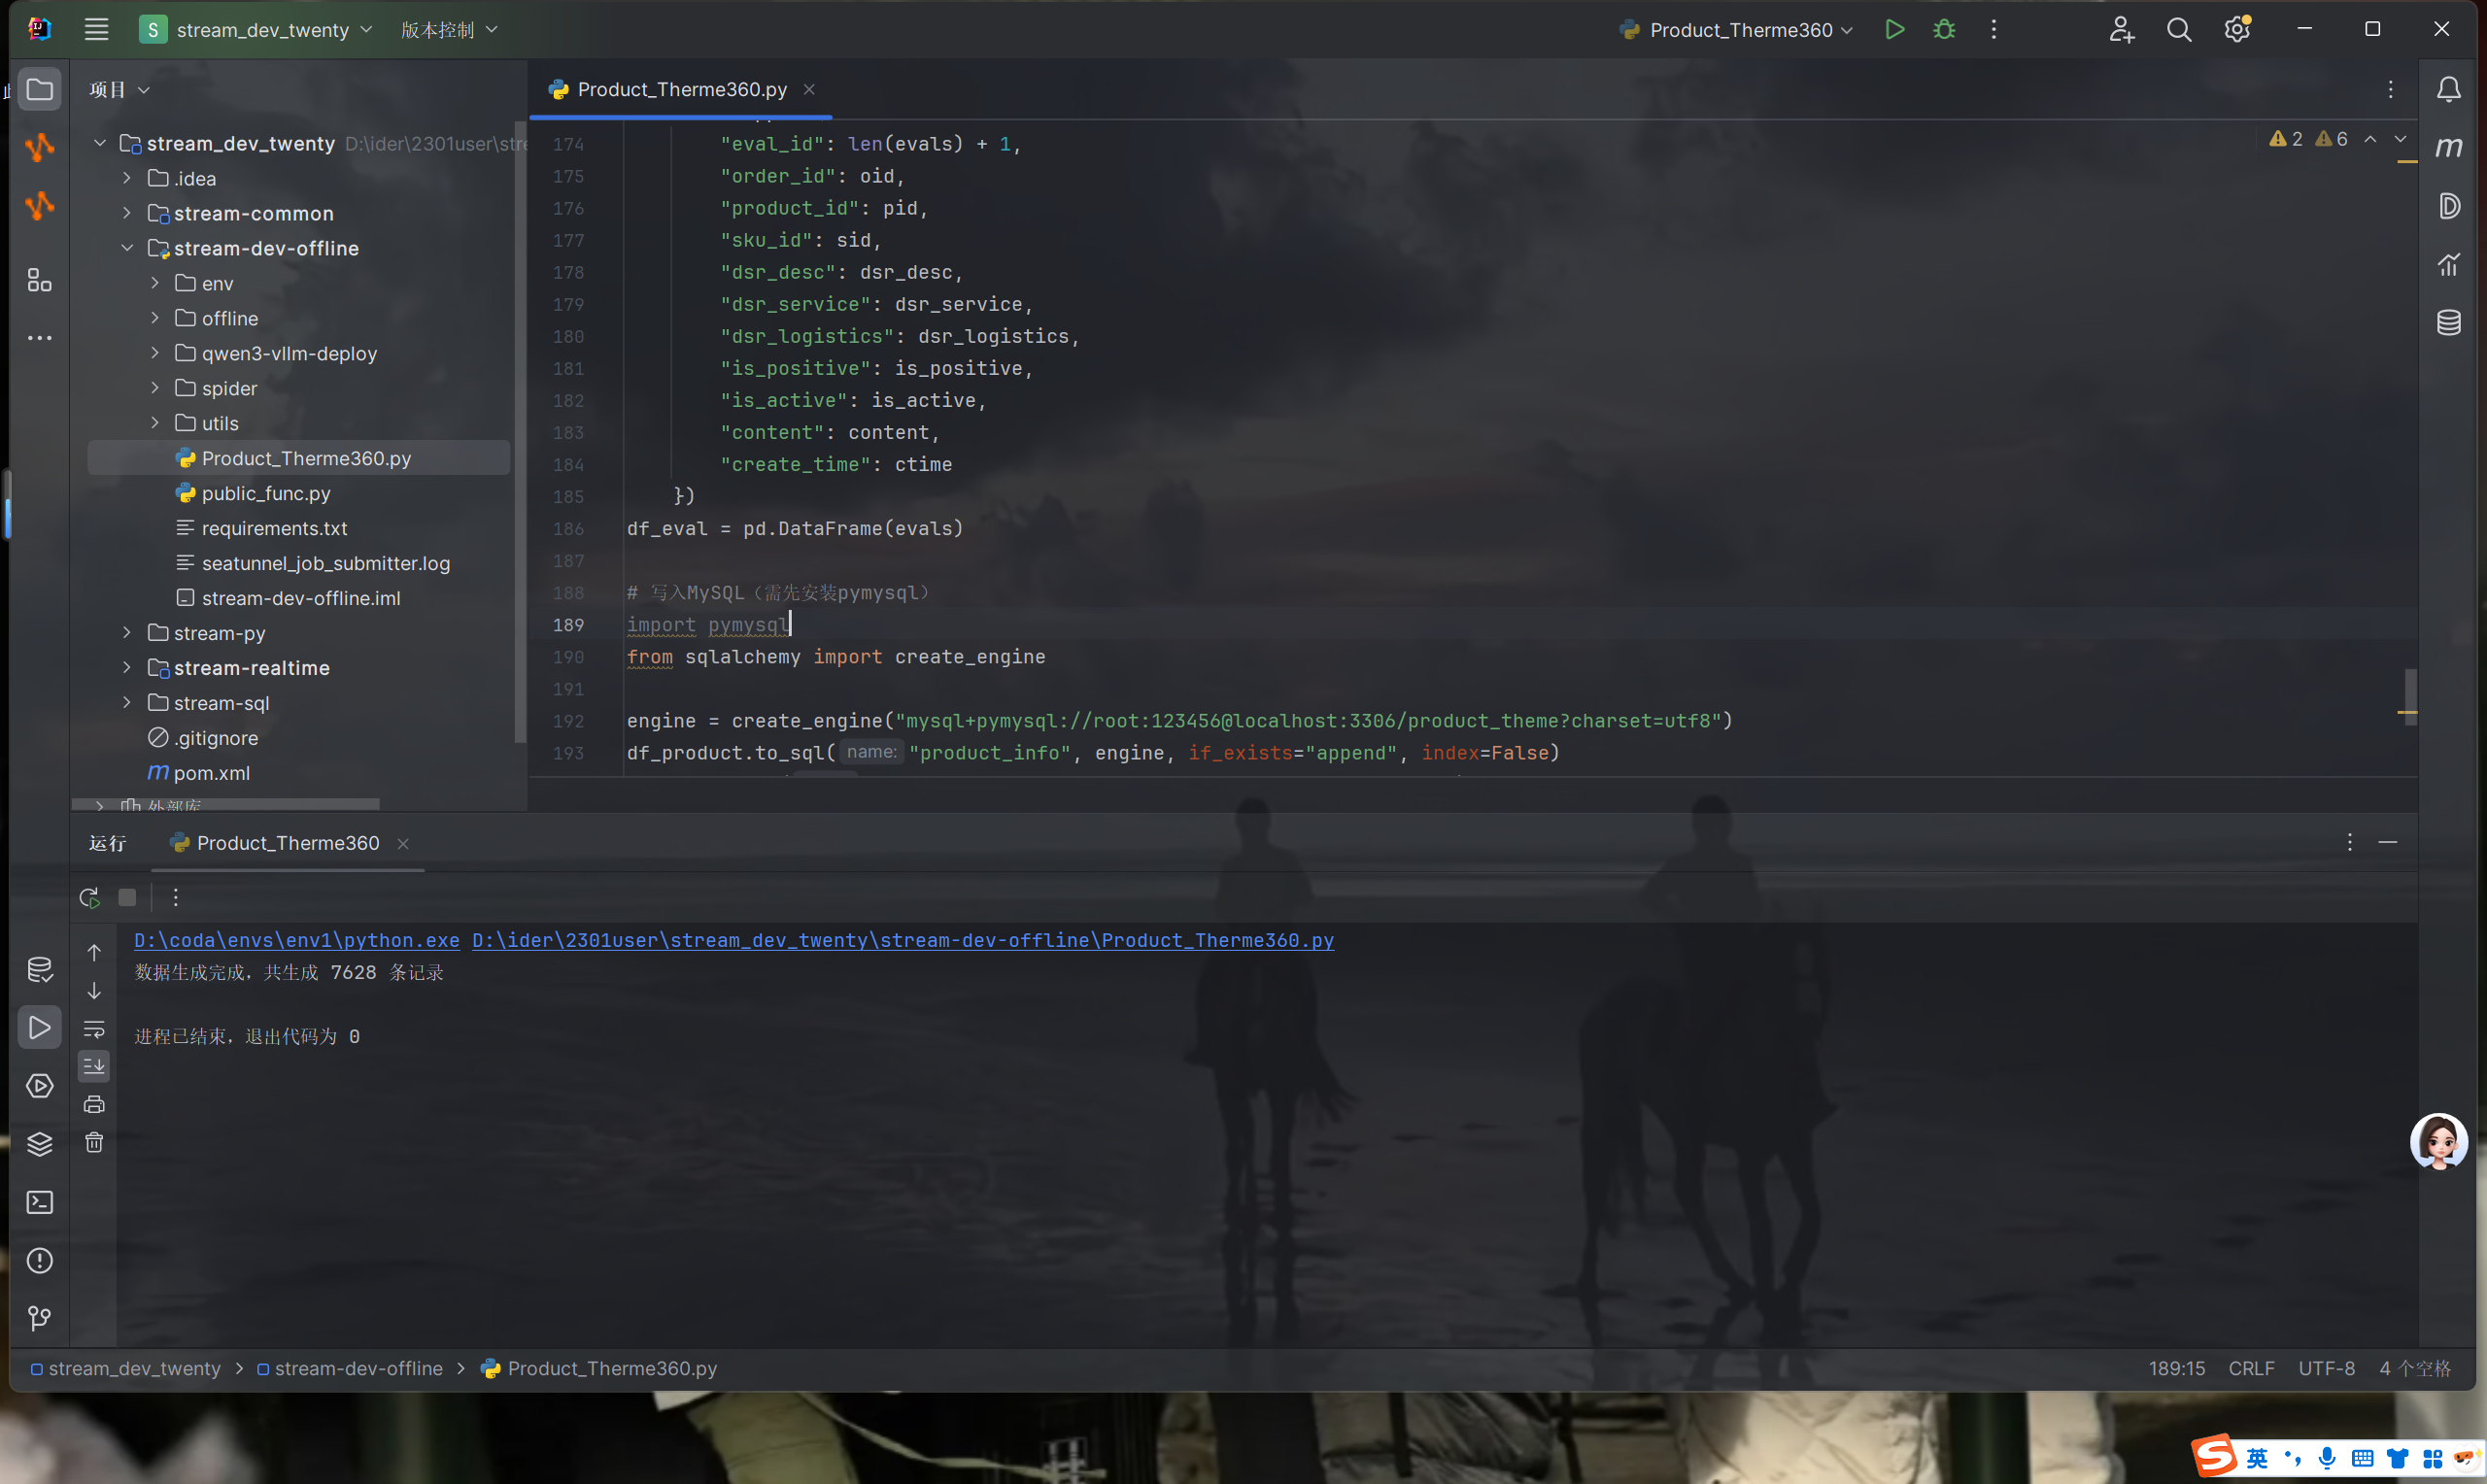 S stream_dev_twenty 版本控制 Product_Therme360
项目
Product_Therme360.py
stream_dev_twenty D:\ider\2301user\stre
.idea
stream-common
stream-dev-offline
env
offline
qwen3-vllm-deploy
spider
utils
Product_Therme360.py
public_func.py
requirements.txt
seatunnel_job_submitter.log
stream-dev-offline.iml
stream-py
stream-realtime
stream-sql
.gitignore
m pom.xml
外部库
2 6
174 "eval_id": len(evals) + 1,
175 "order_id": oid,
176 "product_id": pid,
177 "sku_id": sid,
178 "dsr_desc": dsr_desc,
179 "dsr_service": dsr_service,
180 "dsr_logistics": dsr_logistics,
181 "is_positive": is_positive,
182 "is_active": is_active,
183 "content": content,
184 "create_time": ctime
185 })
186 df_eval = pd.DataFrame(evals)
187
188 # 写入MySQL（需先安装pymysql）
189 import pymysql
190 from sqlalchemy import create_engine
191
192 engine = create_engine("mysql+pymysql://root:123456@localhost:3306/product_theme?charset=utf8")
193 df_product.to_sql( name: "product_info", engine, if_exists="append", index=False)
m
运行 Product_Therme360
D:\coda\envs\env1\python.exe D:\ider\2301user\stream_dev_twenty\stream-dev-offline\Product_Therme360.py
数据生成完成，共生成 7628 条记录
进程已结束，退出代码为 0
stream_dev_twenty > stream-dev-offline > Product_Therme360.py
189:15 CRLF UTF-8 4 个空格
S 英